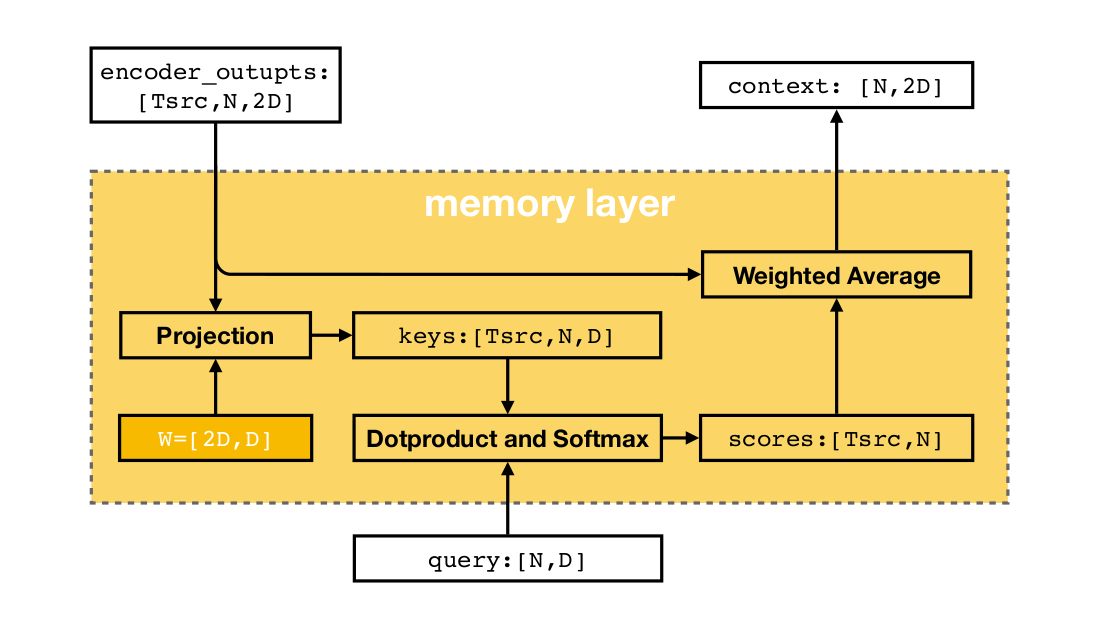 encoder_outupts:
[Tsrc,N,2D]
context: [N,2D]
memory layer
Weighted Average
Projection
keys:[Tsrc,N,D]
W=[2D,D]
Dotproduct and Softmax
scores:[Tsrc,N]
query:[N,D]